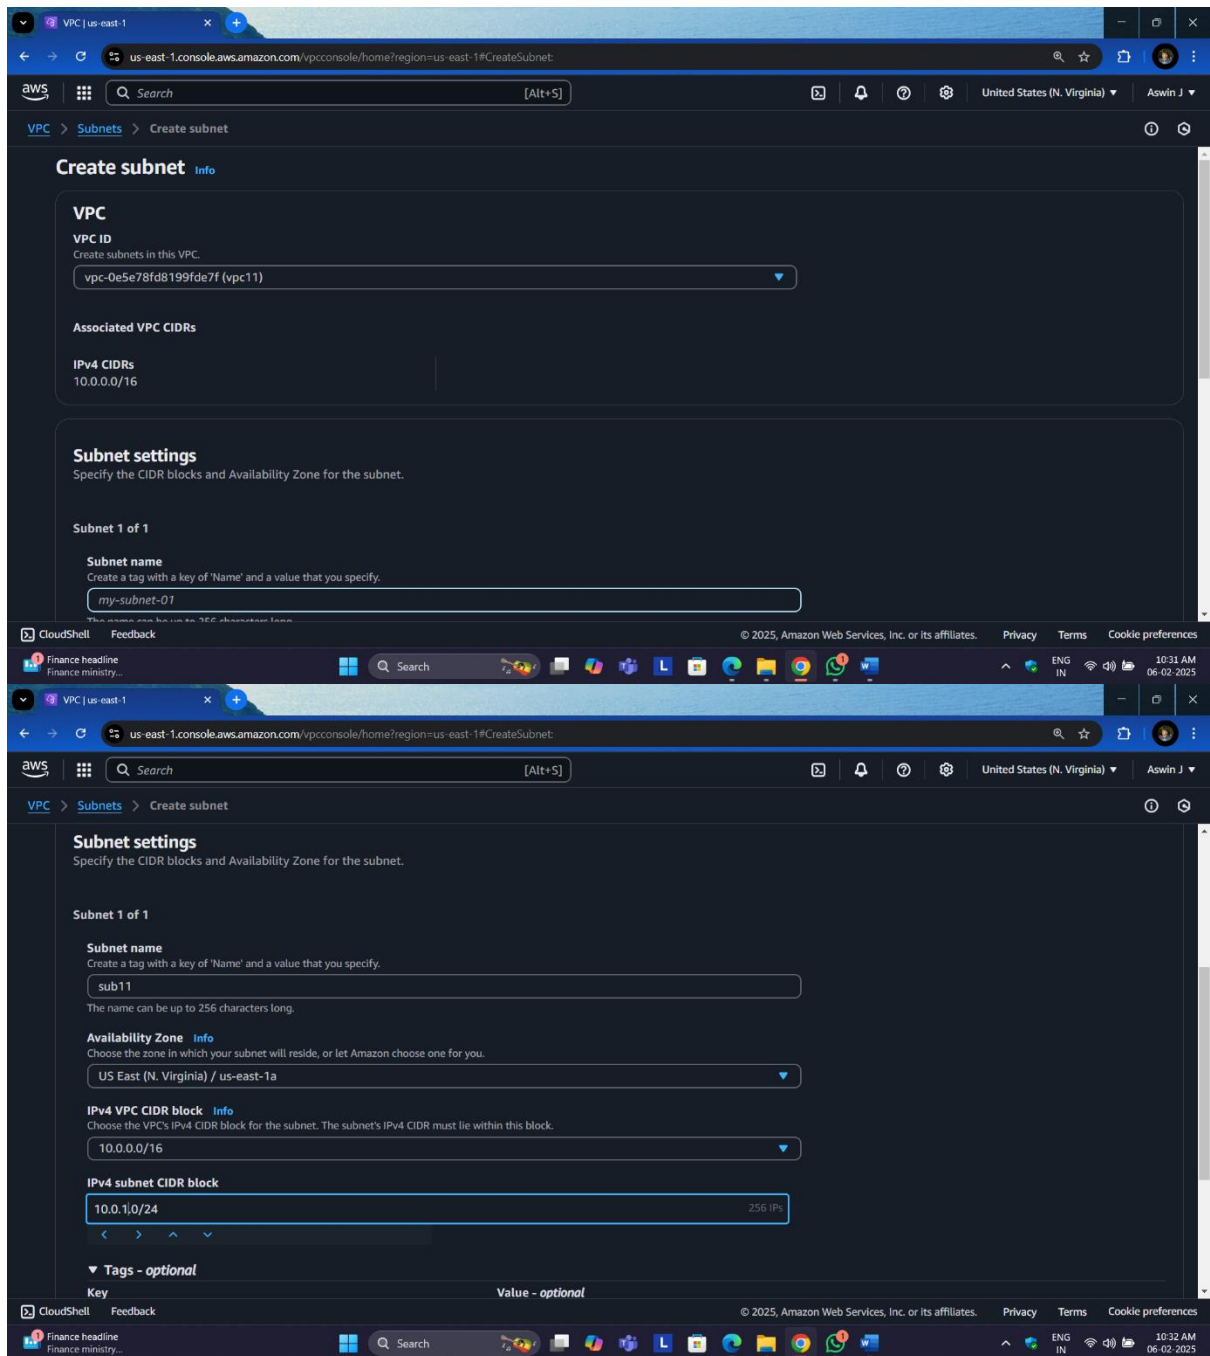 VPC | us-east-1
us-east-1.console.aws.amazon.com/vpcconsole/home?region=us-east-1#CreateSubnet:
aws Search [Alt+S] United States (N. Virginia) Aswin J
VPC > Subnets > Create subnet
Create subnet Info
VPC
VPC ID
Create subnets in this VPC.
vpc-0e5e78fd8199fde7f (vpc11)
Associated VPC CIDRs
IPv4 CIDRs
10.0.0.0/16
Subnet settings
Specify the CIDR blocks and Availability Zone for the subnet.
Subnet 1 of 1
Subnet name
Create a tag with a key of 'Name' and a value that you specify.
my-subnet-01
The name can be up to 256 characters long.
CloudShell Feedback © 2025, Amazon Web Services, Inc. or its affiliates. Privacy Terms Cookie preferences
1 Finance headline Search ENG 10:31 AM
Finance ministry... IN 06-02-2025
VPC | us-east-1
us-east-1.console.aws.amazon.com/vpcconsole/home?region=us-east-1#CreateSubnet:
aws Search [Alt+S] United States (N. Virginia) Aswin J
VPC > Subnets > Create subnet
Subnet settings
Specify the CIDR blocks and Availability Zone for the subnet.
Subnet 1 of 1
Subnet name
Create a tag with a key of 'Name' and a value that you specify.
sub11
The name can be up to 256 characters long.
Availability Zone Info
Choose the zone in which your subnet will reside, or let Amazon choose one for you.
US East (N. Virginia) / us-east-1a
IPv4 VPC CIDR block Info
Choose the VPC's IPv4 CIDR block for the subnet. The subnet's IPv4 CIDR must lie within this block.
10.0.0.0/16
IPv4 subnet CIDR block
10.0.1.0/24 256 IPs
Tags - optional
Key Value - optional
CloudShell Feedback © 2025, Amazon Web Services, Inc. or its affiliates. Privacy Terms Cookie preferences
1 Finance headline Search ENG 10:32 AM
Finance ministry... IN 06-02-2025